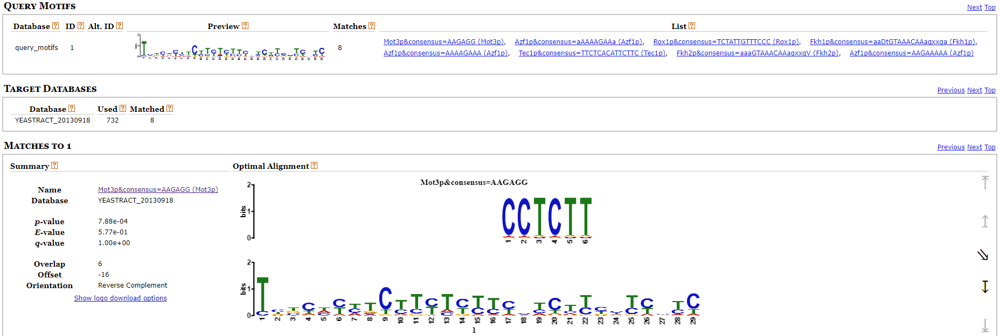 QUERY MOTIFS
Next Top
Database ? ID ? Alt. ID ? Preview ? Matches ? List ?
query_motifs 1 8
Mot3p&consensus=AAGAGG (Mot3p), Azf1p&consensus=aAAAAGAAa (Azf1p), Rox1p&consensus=TCTATTGTTTCCC (Rox1p), Fkh1p&consensus=aaDtGTAAACAAaqxxqa (Fkh1p),
Azf1p&consensus=AAAAGAAA (Azf1p), Tec1p&consensus=TTCTCACATTCTTC (Tec1p), Fkh2p&consensus=aaaGTAAACAAaqxxqV (Fkh2p), Azf1p&consensus=AAGAAAAA (Azf1p)
TARGET DATABASES
Previous Next Top
Database ? Used ? Matched ?
YEASTRACT_20130918 732 8
MATCHES TO 1
Previous Next Top
Summary ?
Name Mot3p&consensus=AAGAGG (Mot3p)
Database YEASTRACT_20130918
p-value 7.88e-04
E-value 5.77e-01
q-value 1.00e+00
Overlap 6
Offset -16
Orientation Reverse Complement
Show logo download options
Optimal Alignment ?
Mot3p&consensus=AAGAGG
2
bits
1
0
CCTCTT
1 2 3 4 5 6
2
bits
1
0
1 2 3 4 5 6 7 8 9 10 11 12 13 14 15 16 17 18 19 20 21 22 23 24 25 26 27 28 29
1